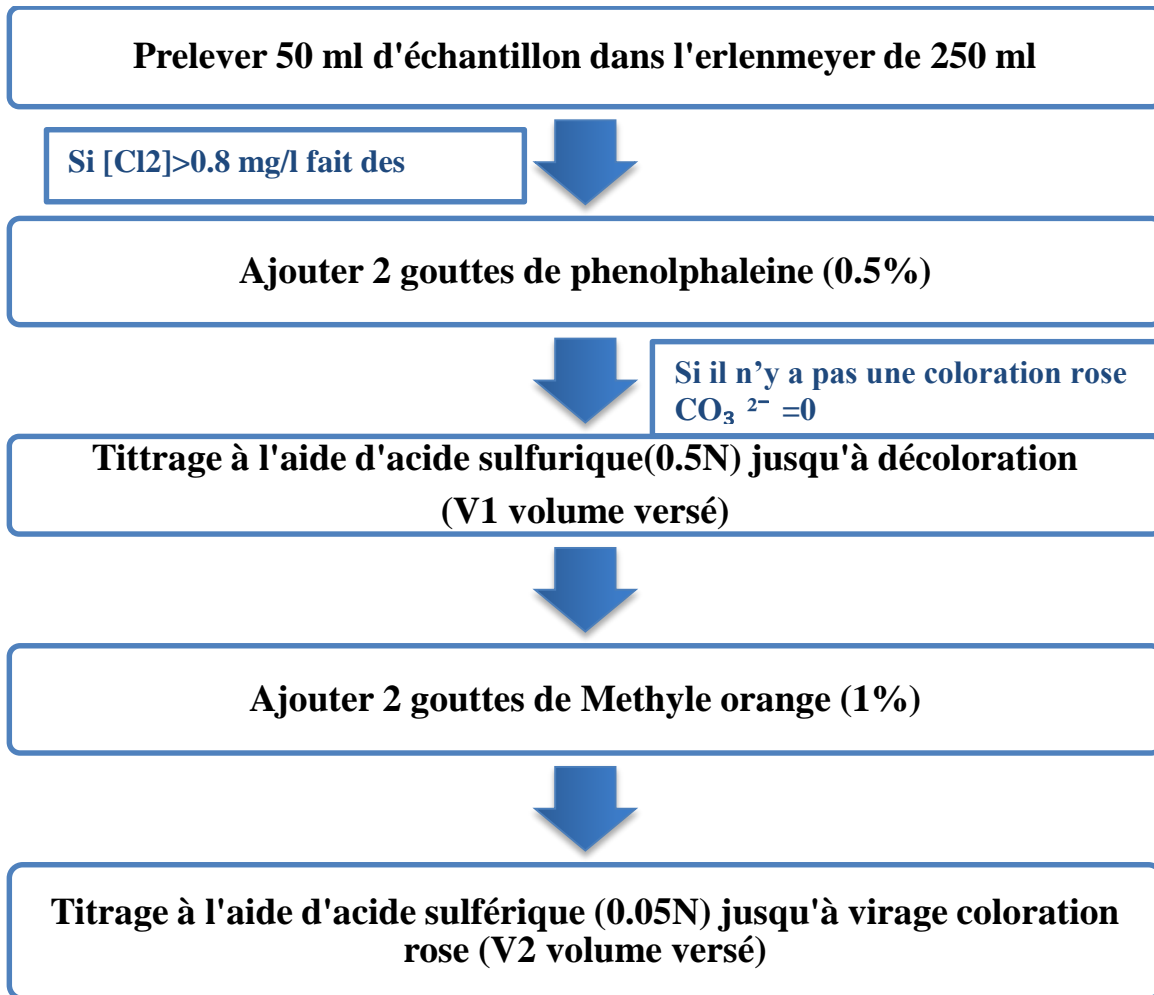 Prelever 50 ml d'échantillon dans l'erlenmeyer de 250 ml
Si [Cl2]>0.8 mg/l fait des
Ajouter 2 gouttes de phenolphaleine (0.5%)
Si il n’y a pas une coloration rose
CO₃ ²⁻ =0
Tittrage à l'aide d'acide sulfurique(0.5N) jusqu'à décoloration
(V1 volume versé)
Ajouter 2 gouttes de Methyle orange (1%)
Titrage à l'aide d'acide sulférique (0.05N) jusqu'à virage coloration
rose (V2 volume versé)